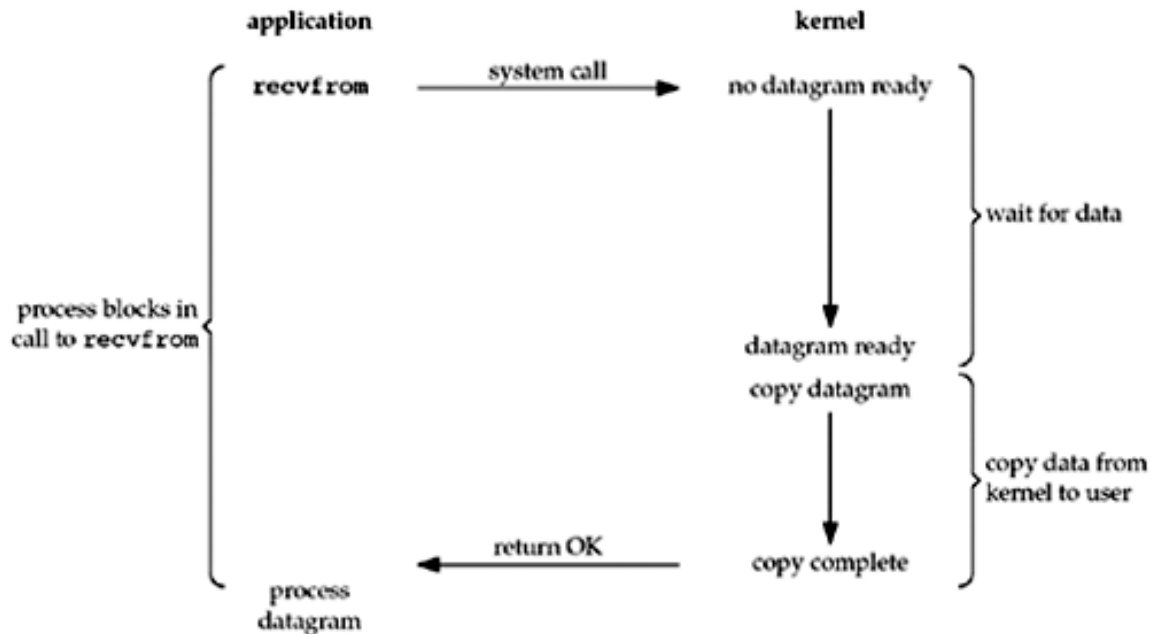 application
kernel
recvfrom
system call
no datagram ready
wait for data
process blocks in
call to recvfrom
datagram ready
copy datagram
copy data from
kernel to user
return OK
copy complete
process
datagram